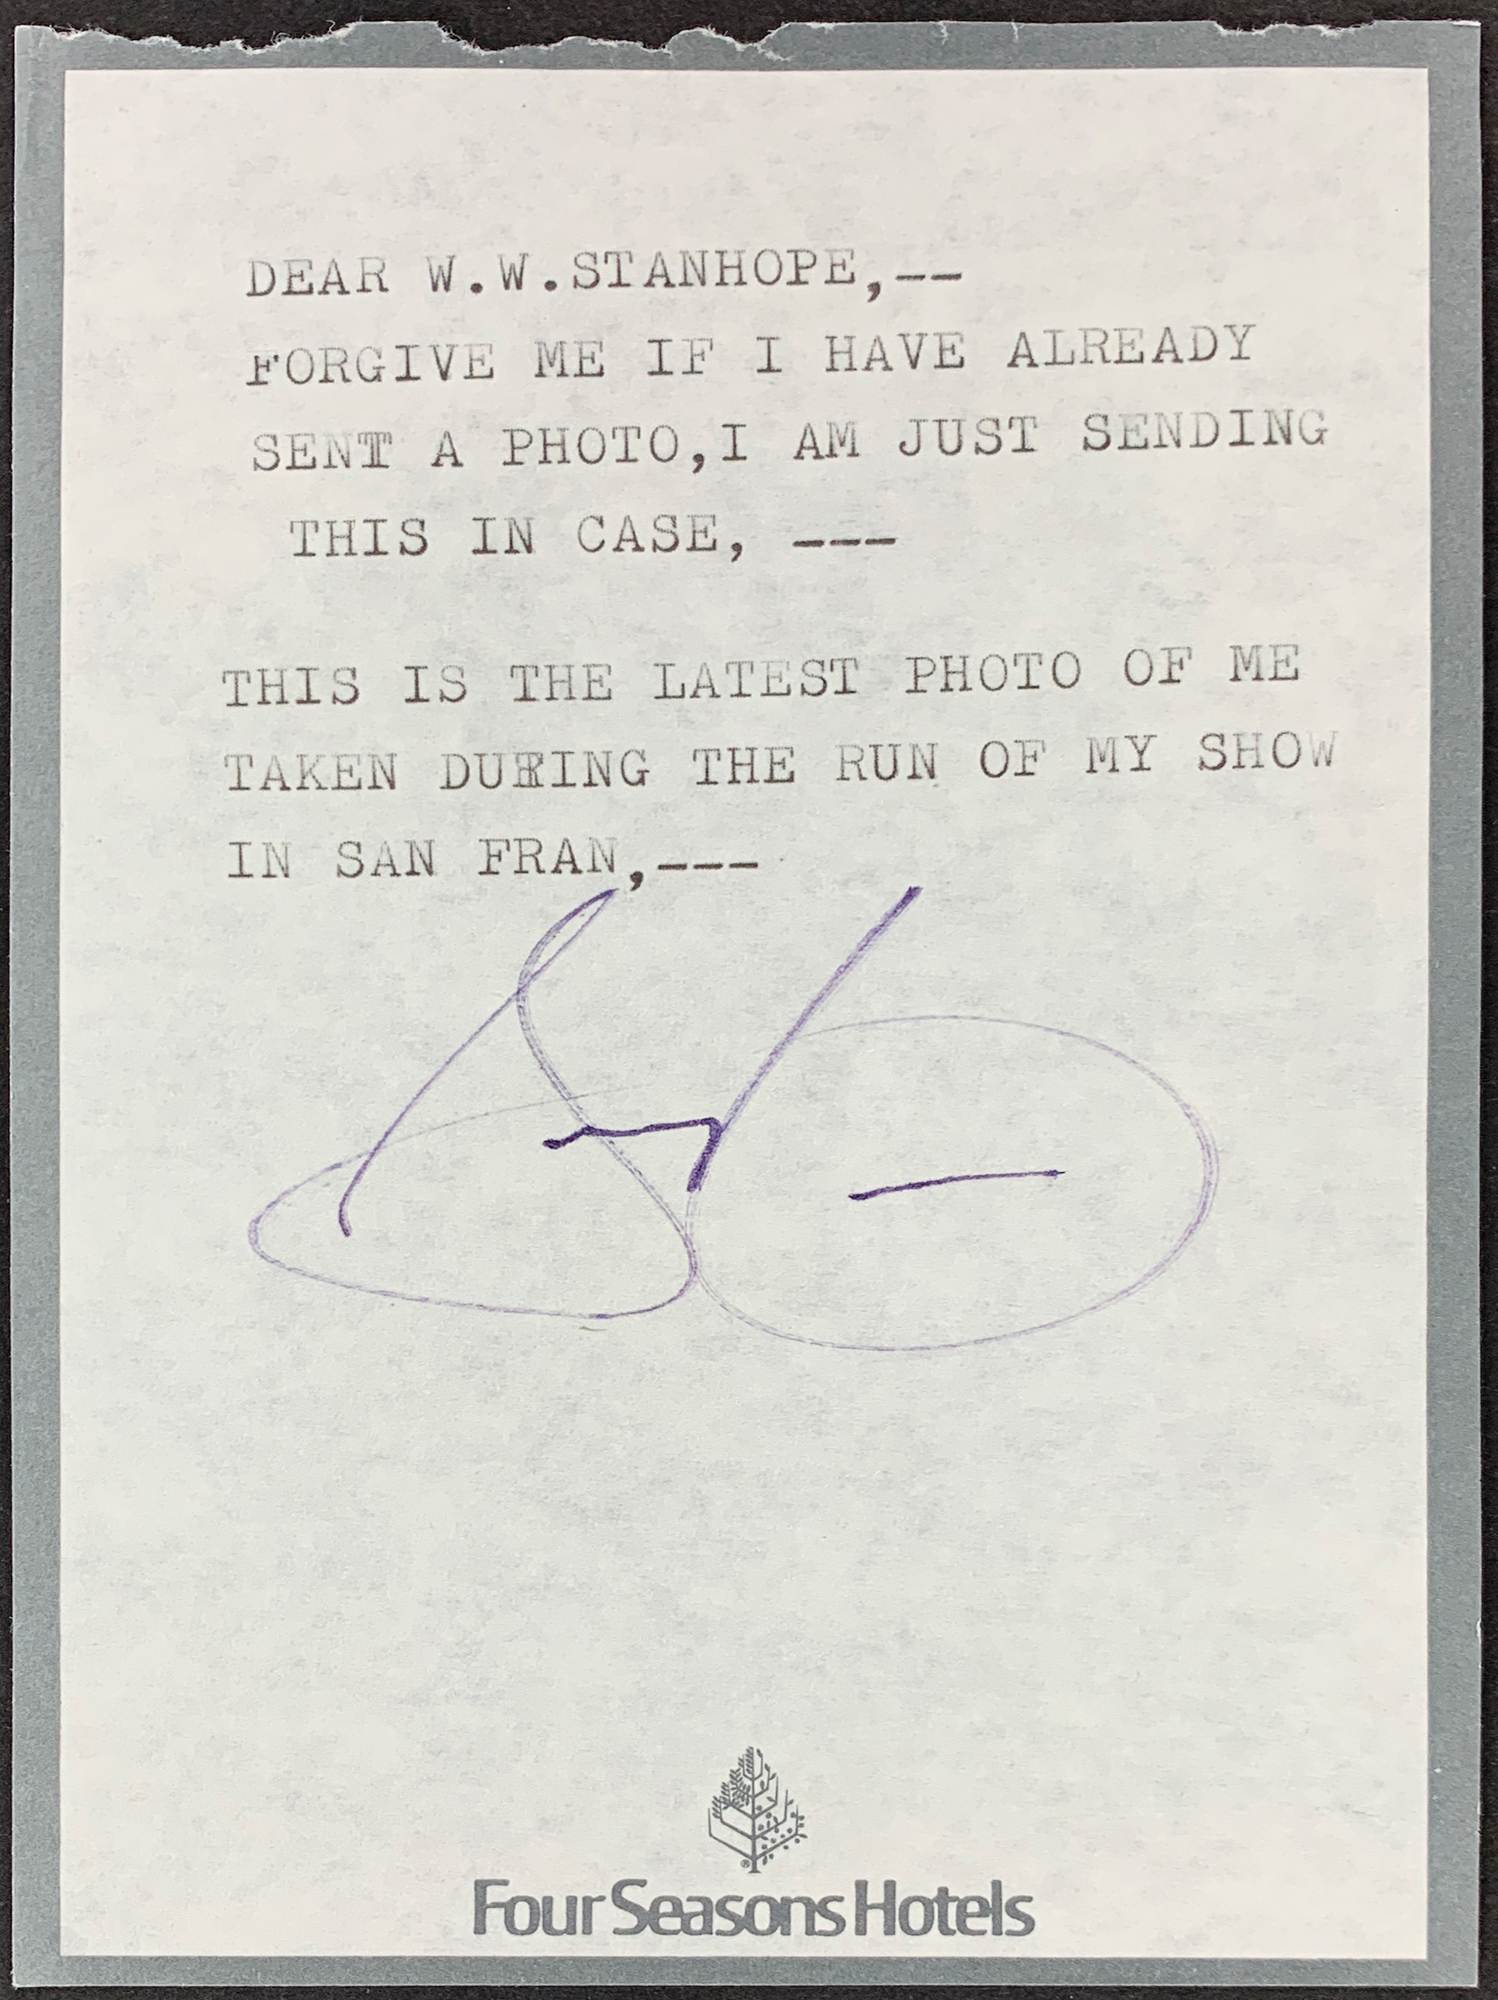 DEAR W.W.STANHOPE,--
FORGIVE ME IF I HAVE ALREADY
SENT A PHOTO,I AM JUST SENDING
THIS IN CASE, ---
THIS IS THE LATEST PHOTO OF ME
TAKEN DURING THE RUN OF MY SHOW
IN SAN FRAN,---
®
Four Seasons Hotels